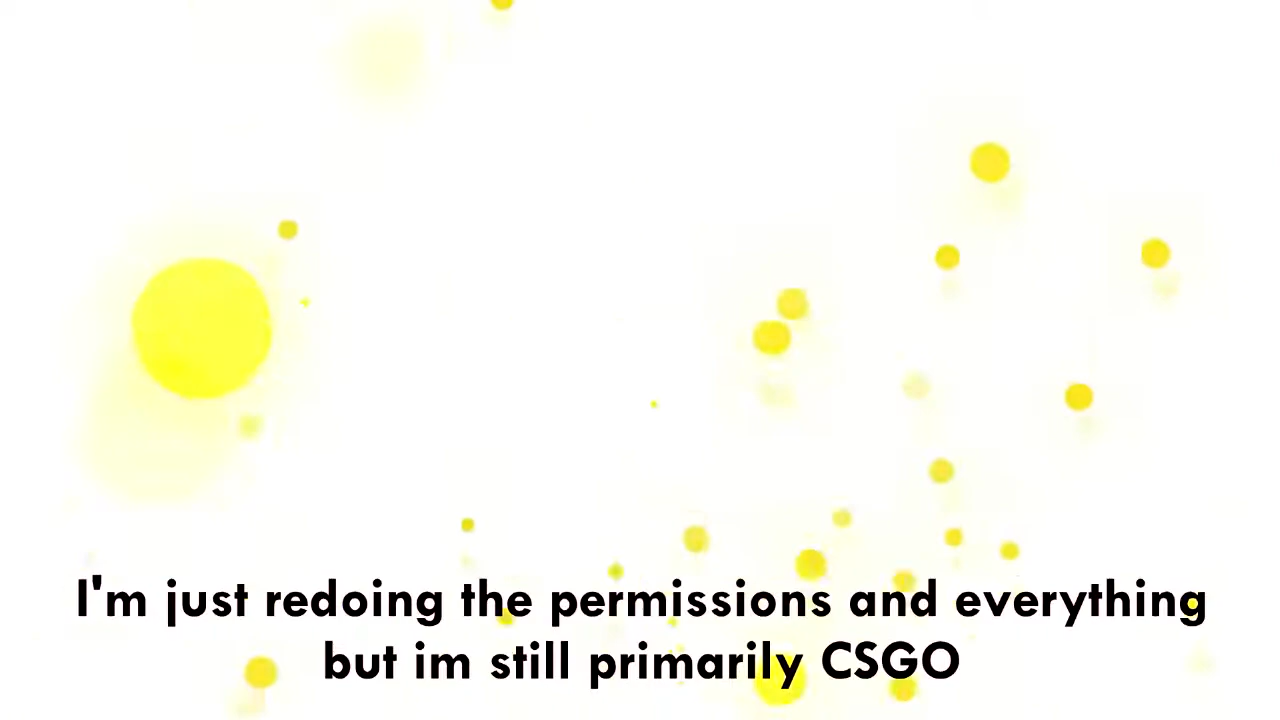 I'm just redoing the permissions and everything
but im still primarily CSGO